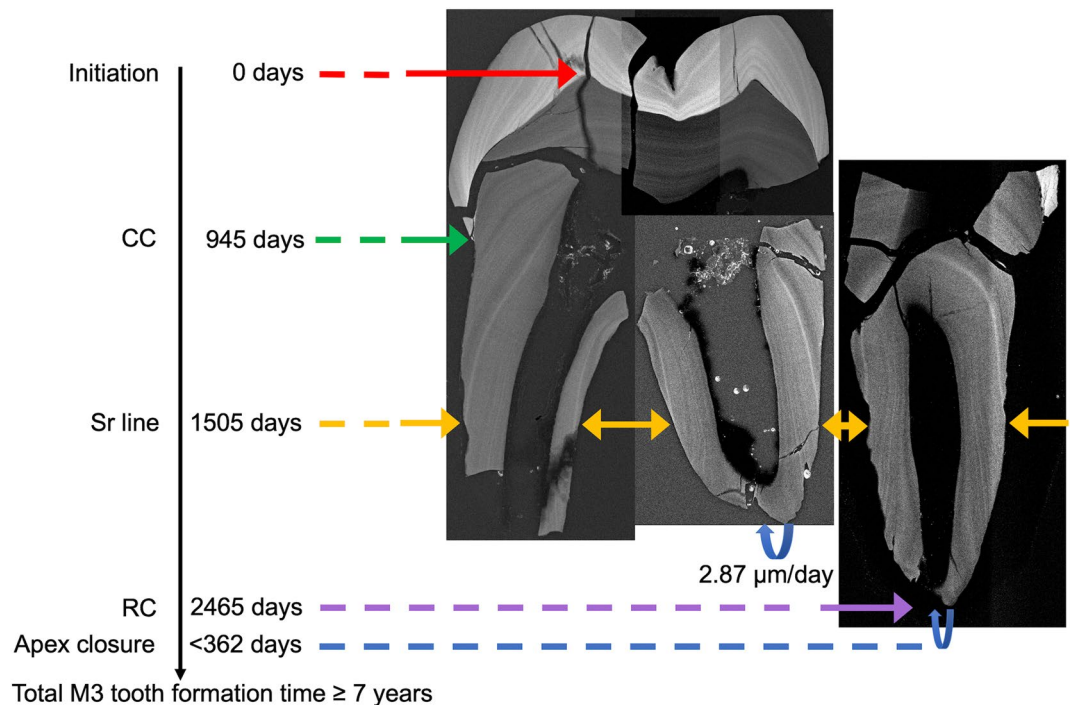 Initiation 0 days
CC 945 days
Sr line 1505 days
2.87 µm/day
RC 2465 days
Apex closure <362 days
Total M3 tooth formation time ≥ 7 years